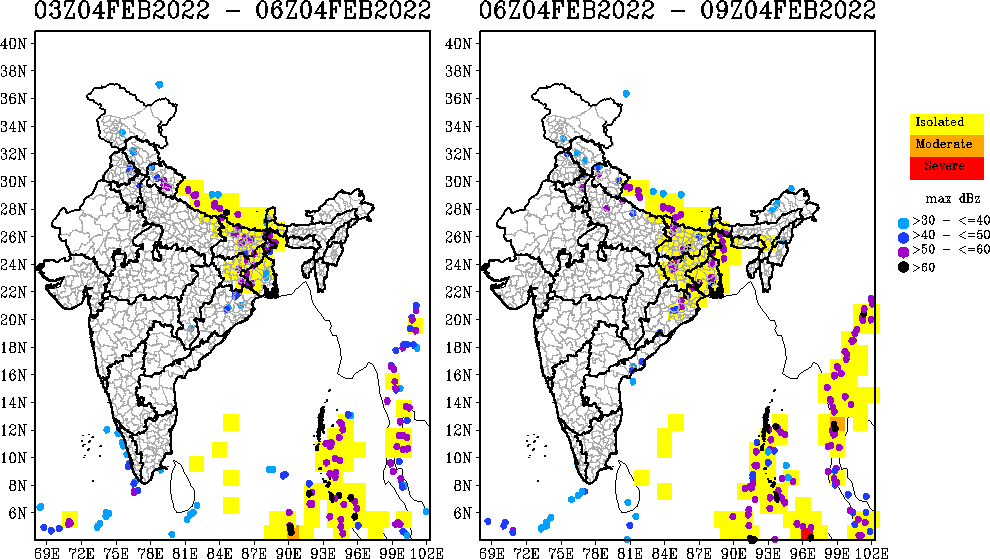 03Z04FEB2022 – 06Z04FEB2022
06Z04FEB2022 – 09Z04FEB2022
40N
38N
36N
34N
32N
30N
28N
26N
24N
22N
20N
18N
16N
14N
12N
10N
8N
6N
69E 72E 75E 78E 81E 84E 87E 90E 93E 96E 99E 102E
40N
38N
36N
34N
32N
30N
28N
26N
24N
22N
20N
18N
16N
14N
12N
10N
8N
6N
69E 72E 75E 78E 81E 84E 87E 90E 93E 96E 99E 102E
Isolated
Moderate
Severe
max dBz
>30 – <=40
>40 – <=50
>50 – <=60
>60